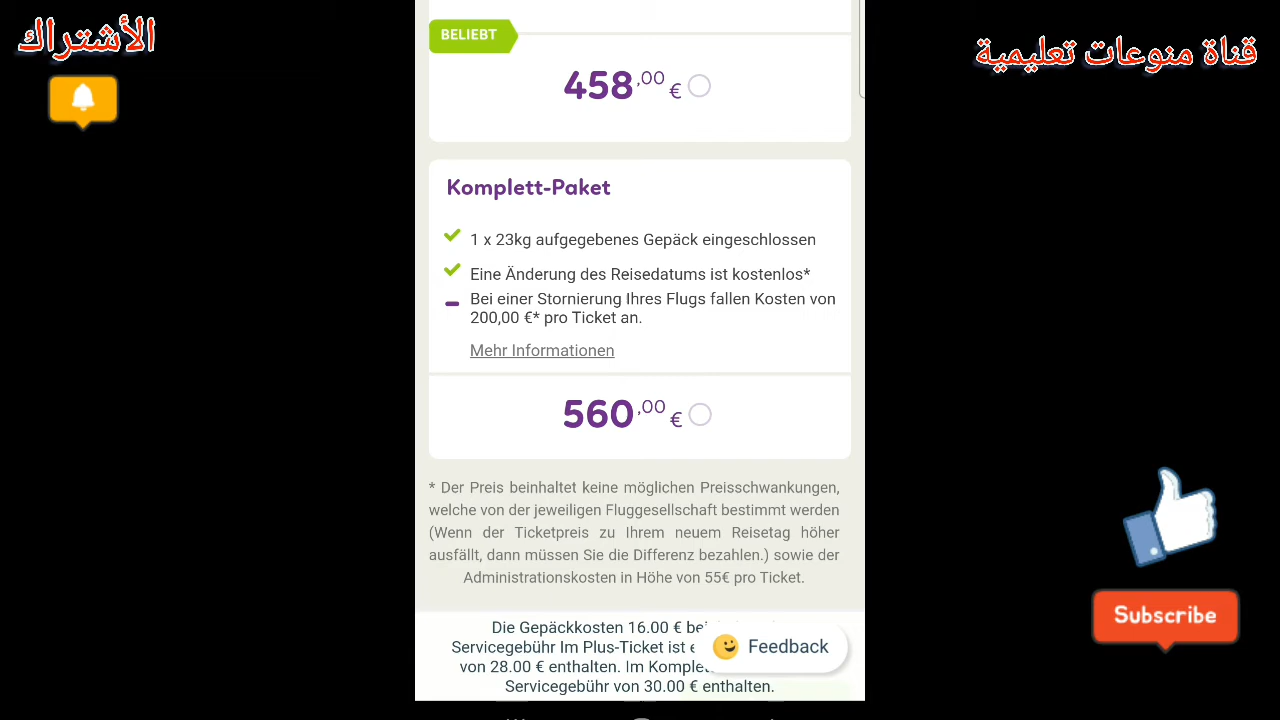 الأشتراك
قناة منوعات تعليمية
BELIEBT
458,00 €
Komplett-Paket
1 x 23kg aufgegebenes Gepäck eingeschlossen
Eine Änderung des Reisedatums ist kostenlos*
Bei einer Stornierung Ihres Flugs fallen Kosten von
200,00 €* pro Ticket an.
Mehr Informationen
560,00 €
* Der Preis beinhaltet keine möglichen Preisschwankungen,
welche von der jeweiligen Fluggesellschaft bestimmt werden
(Wenn der Ticketpreis zu Ihrem neuem Reisetag höher
ausfällt, dann müssen Sie die Differenz bezahlen.) sowie der
Administrationskosten in Höhe von 55€ pro Ticket.
Die Gepäckkosten 16.00 €
Servicegebühr Im Plus-Ticket ist
von 28.00 € enthalten. Im
Servicegebühr von 30.00 € enthalten.
Feedback
Subscribe